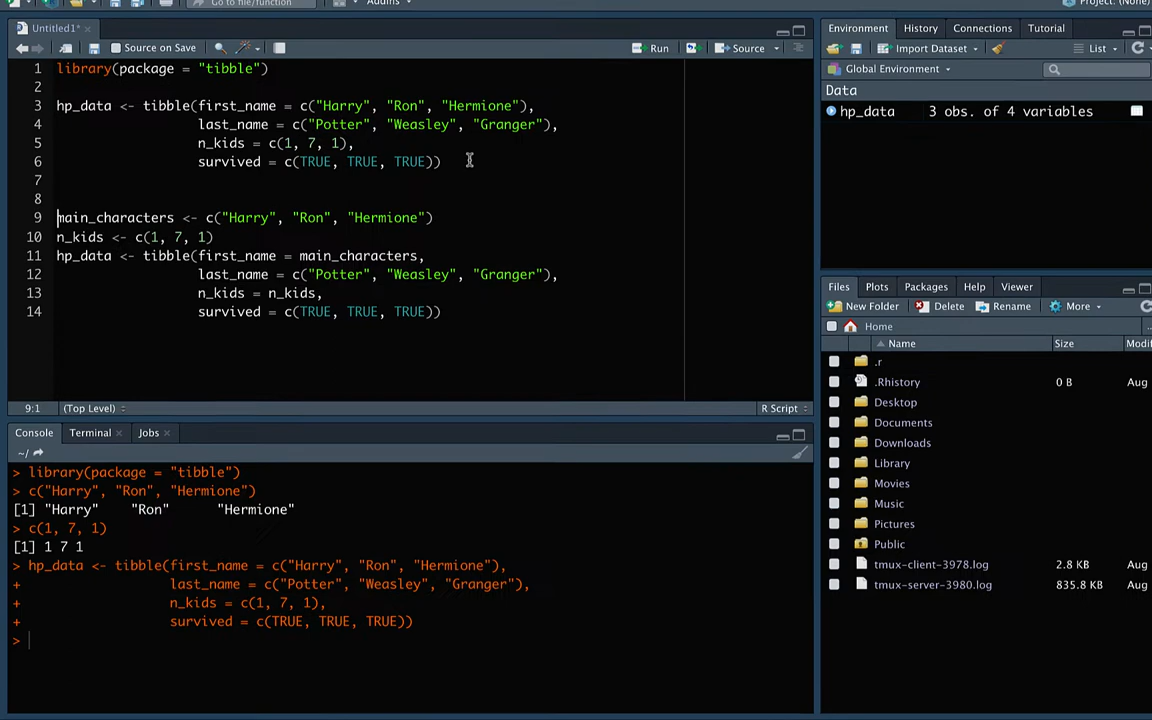 Go to file/function
Addins
Project: (None)
Untitled1*
Source on Save
Run
Source
1 library(package = "tibble")
2
3 hp_data <- tibble(first_name = c("Harry", "Ron", "Hermione"),
4 last_name = c("Potter", "Weasley", "Granger"),
5 n_kids = c(1, 7, 1),
6 survived = c(TRUE, TRUE, TRUE))
7
8
9 main_characters <- c("Harry", "Ron", "Hermione")
10 n_kids <- c(1, 7, 1)
11 hp_data <- tibble(first_name = main_characters,
12 last_name = c("Potter", "Weasley", "Granger"),
13 n_kids = n_kids,
14 survived = c(TRUE, TRUE, TRUE))
9:1 (Top Level) R Script
Console Terminal Jobs
~/
> library(package = "tibble")
> c("Harry", "Ron", "Hermione")
[1] "Harry" "Ron" "Hermione"
> c(1, 7, 1)
[1] 1 7 1
> hp_data <- tibble(first_name = c("Harry", "Ron", "Hermione"),
+ last_name = c("Potter", "Weasley", "Granger"),
+ n_kids = c(1, 7, 1),
+ survived = c(TRUE, TRUE, TRUE))
>
Environment History Connections Tutorial
Import Dataset List
Global Environment
Data
hp_data 3 obs. of 4 variables
Files Plots Packages Help Viewer
New Folder Delete Rename More
Home
Name Size Modi
.r
.Rhistory 0 B Aug
Desktop
Documents
Downloads
Library
Movies
Music
Pictures
Public
tmux-client-3978.log 2.8 KB Aug
tmux-server-3980.log 835.8 KB Aug